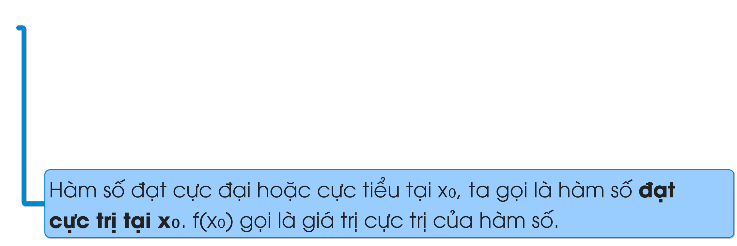 Hàm số đạt cực đại hoặc cực tiểu tại x₀, ta gọi là hàm số đạt
cực trị tại x₀. f(x₀) gọi là giá trị cực trị của hàm số.